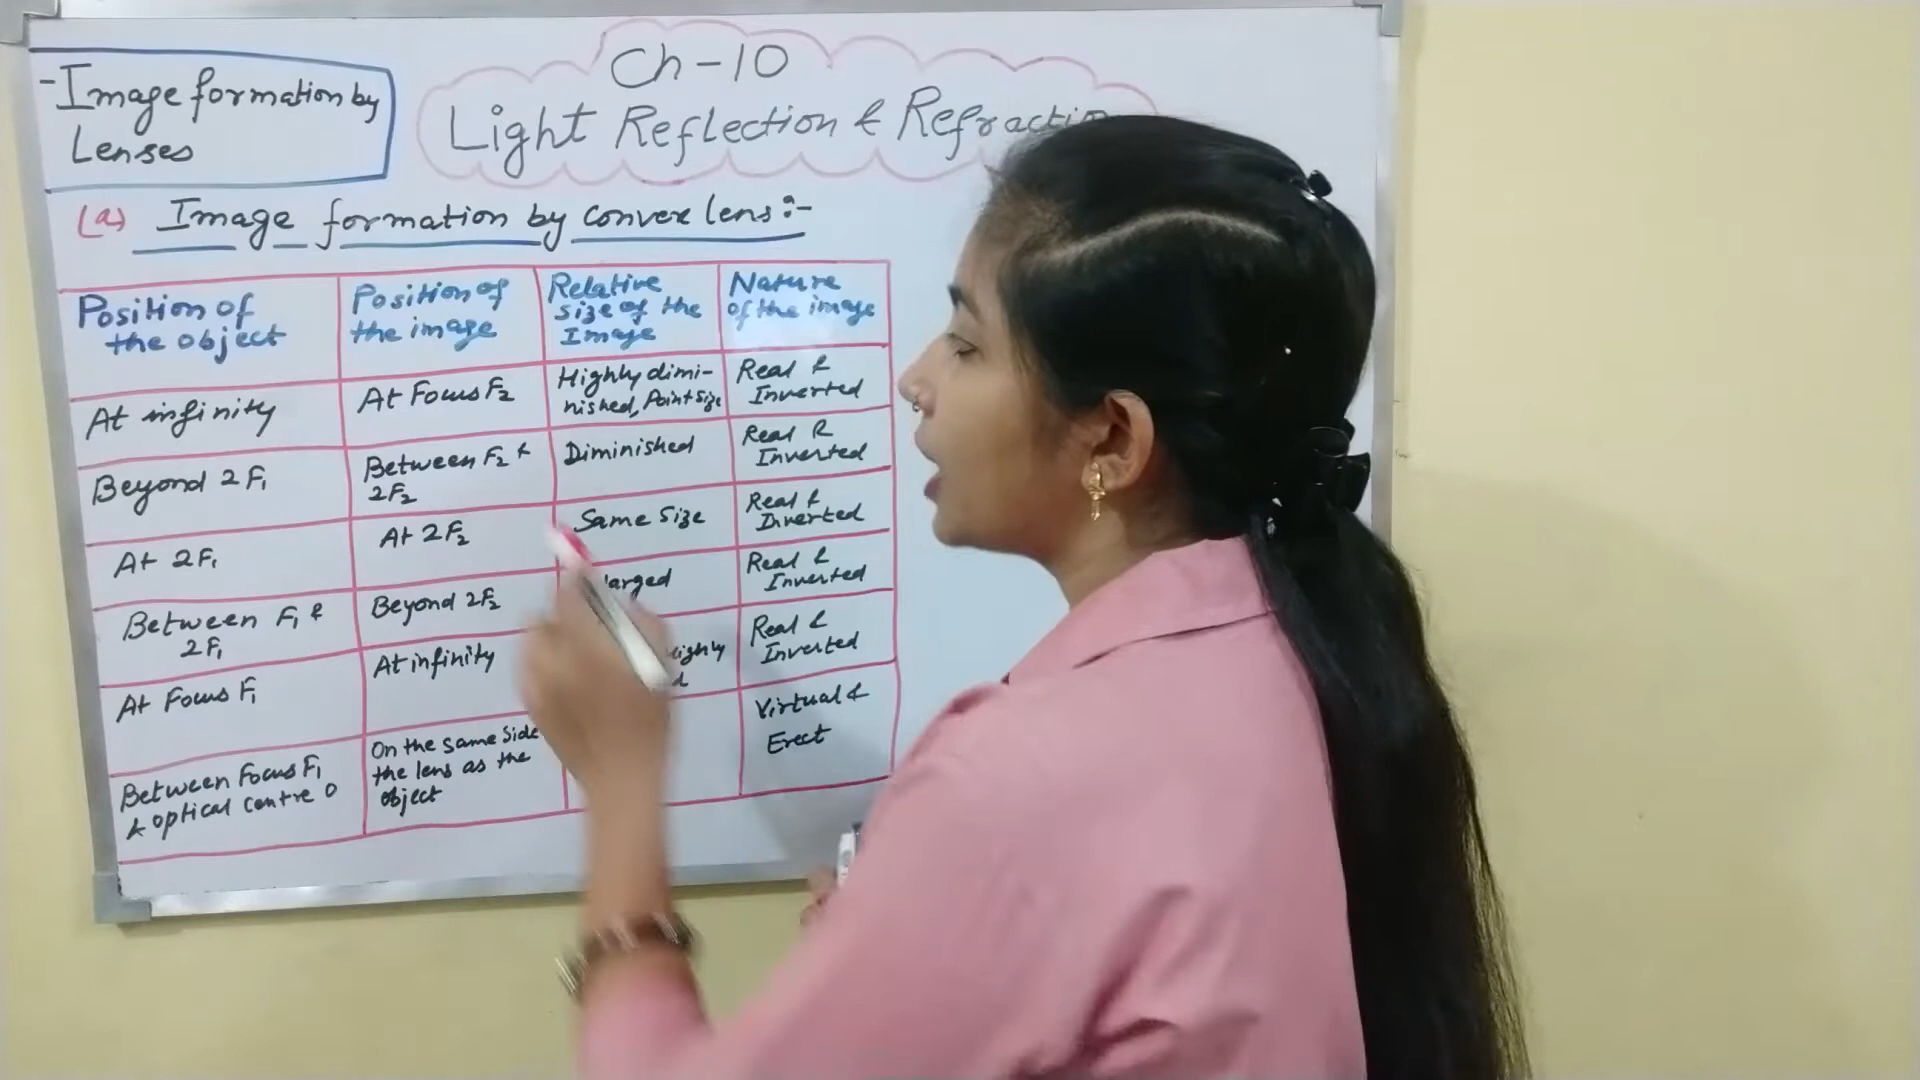 -Image formation by
Lenses
Ch-10
Light Reflection & Refractio
(a) Image formation by convex lens:-
Position of
the object
Position of
the image
Relative
size of the
Image
Nature
of the image
At infinity
At Focus F2
Highly dimi-
nished, Point size
Real &
Inverted
Beyond 2F1
Between F2 &
2F2
Diminished
Real &
Inverted
At 2F1
At 2F2
Same Size
Real &
Inverted
Between F1 &
2F1
Beyond 2F2
larged
Real &
Inverted
At Focus F1
At infinity
Real &
Inverted
Between Focus F1
& optical centre O
On the same side
the lens as the
object
Virtual &
Erect